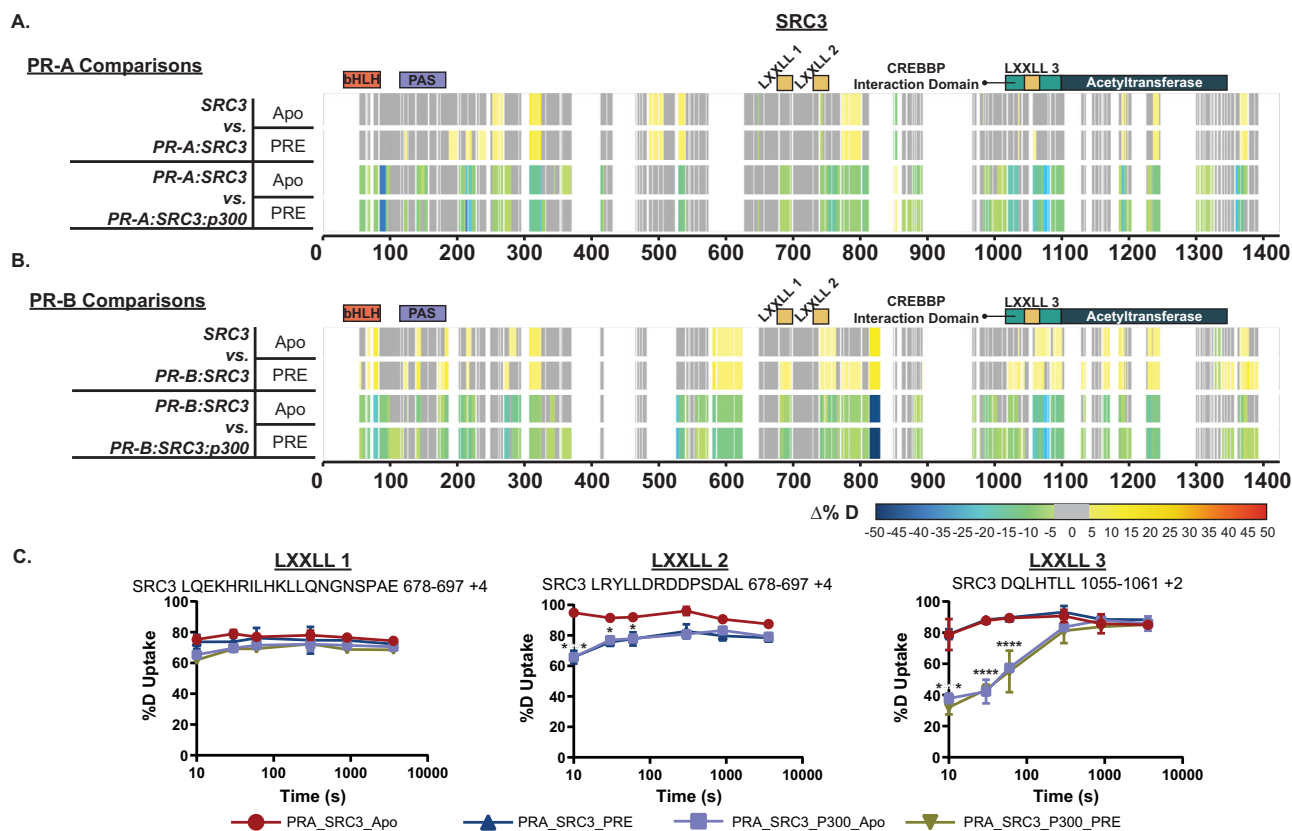 A.
SRC3
PR-A Comparisons
bHLH
PAS
LXXLL 1
LXXLL 2
CREBBP
Interaction Domain
LXXLL 3
Acetyltransferase
SRC3
vs.
PR-A:SRC3
Apo
PRE
PR-A:SRC3
vs.
PR-A:SRC3:p300
Apo
PRE
0 100 200 300 400 500 600 700 800 900 1000 1100 1200 1300 1400
B.
PR-B Comparisons
bHLH
PAS
LXXLL 1
LXXLL 2
CREBBP
Interaction Domain
LXXLL 3
Acetyltransferase
SRC3
vs.
PR-B:SRC3
Apo
PRE
PR-B:SRC3
vs.
PR-B:SRC3:p300
Apo
PRE
0 100 200 300 400 500 600 700 800 900 1000 1100 1200 1300 1400
Δ% D
-50 -45 -40 -35 -30 -25 -20 -15 -10 -5 0 5 10 15 20 25 30 35 40 45 50
C.
LXXLL 1
SRC3 LQEKHRILHKLLQNGNSPAE 678-697 +4
%D Uptake
100
80
60
40
20
0
10 100 1000 10000
Time (s)
LXXLL 2
SRC3 LRYLLDRDDPSDAL 678-697 +4
%D Uptake
100
80
60
40
20
0
10 100 1000 10000
Time (s)
LXXLL 3
SRC3 DQLHTLL 1055-1061 +2
%D Uptake
100
80
60
40
20
0
10 100 1000 10000
Time (s)
PRA_SRC3_Apo
PRA_SRC3_PRE
PRA_SRC3_P300_Apo
PRA_SRC3_P300_PRE